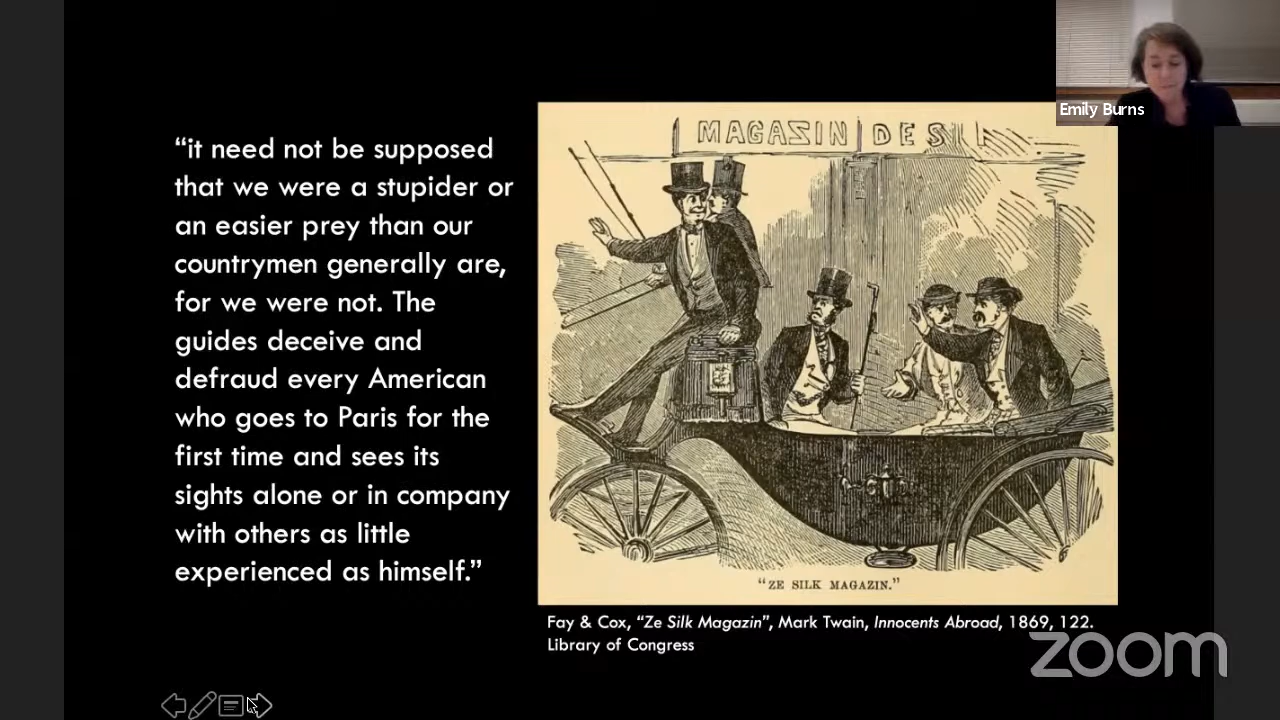 Emily Burns
“it need not be supposed
that we were a stupider or
an easier prey than our
countrymen generally are,
for we were not. The
guides deceive and
defraud every American
who goes to Paris for the
first time and sees its
sights alone or in company
with others as little
experienced as himself.”
MAGAZIN DE
“ZE SILK MAGAZIN.”
Fay & Cox, “Ze Silk Magazin”, Mark Twain, Innocents Abroad, 1869, 122.
Library of Congress
zoom